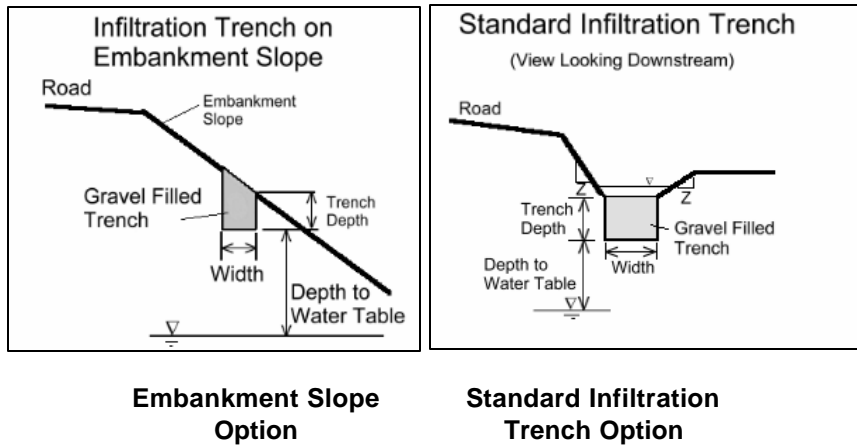 Infiltration Trench on
Embankment Slope
Road
Embankment
Slope
Gravel Filled
Trench
Trench
Depth
Width
Depth to
Water Table
Standard Infiltration Trench
(View Looking Downstream)
Road
Z
Z
Trench
Depth
Gravel Filled
Trench
Width
Depth to
Water Table
Embankment Slope
Option
Standard Infiltration
Trench Option